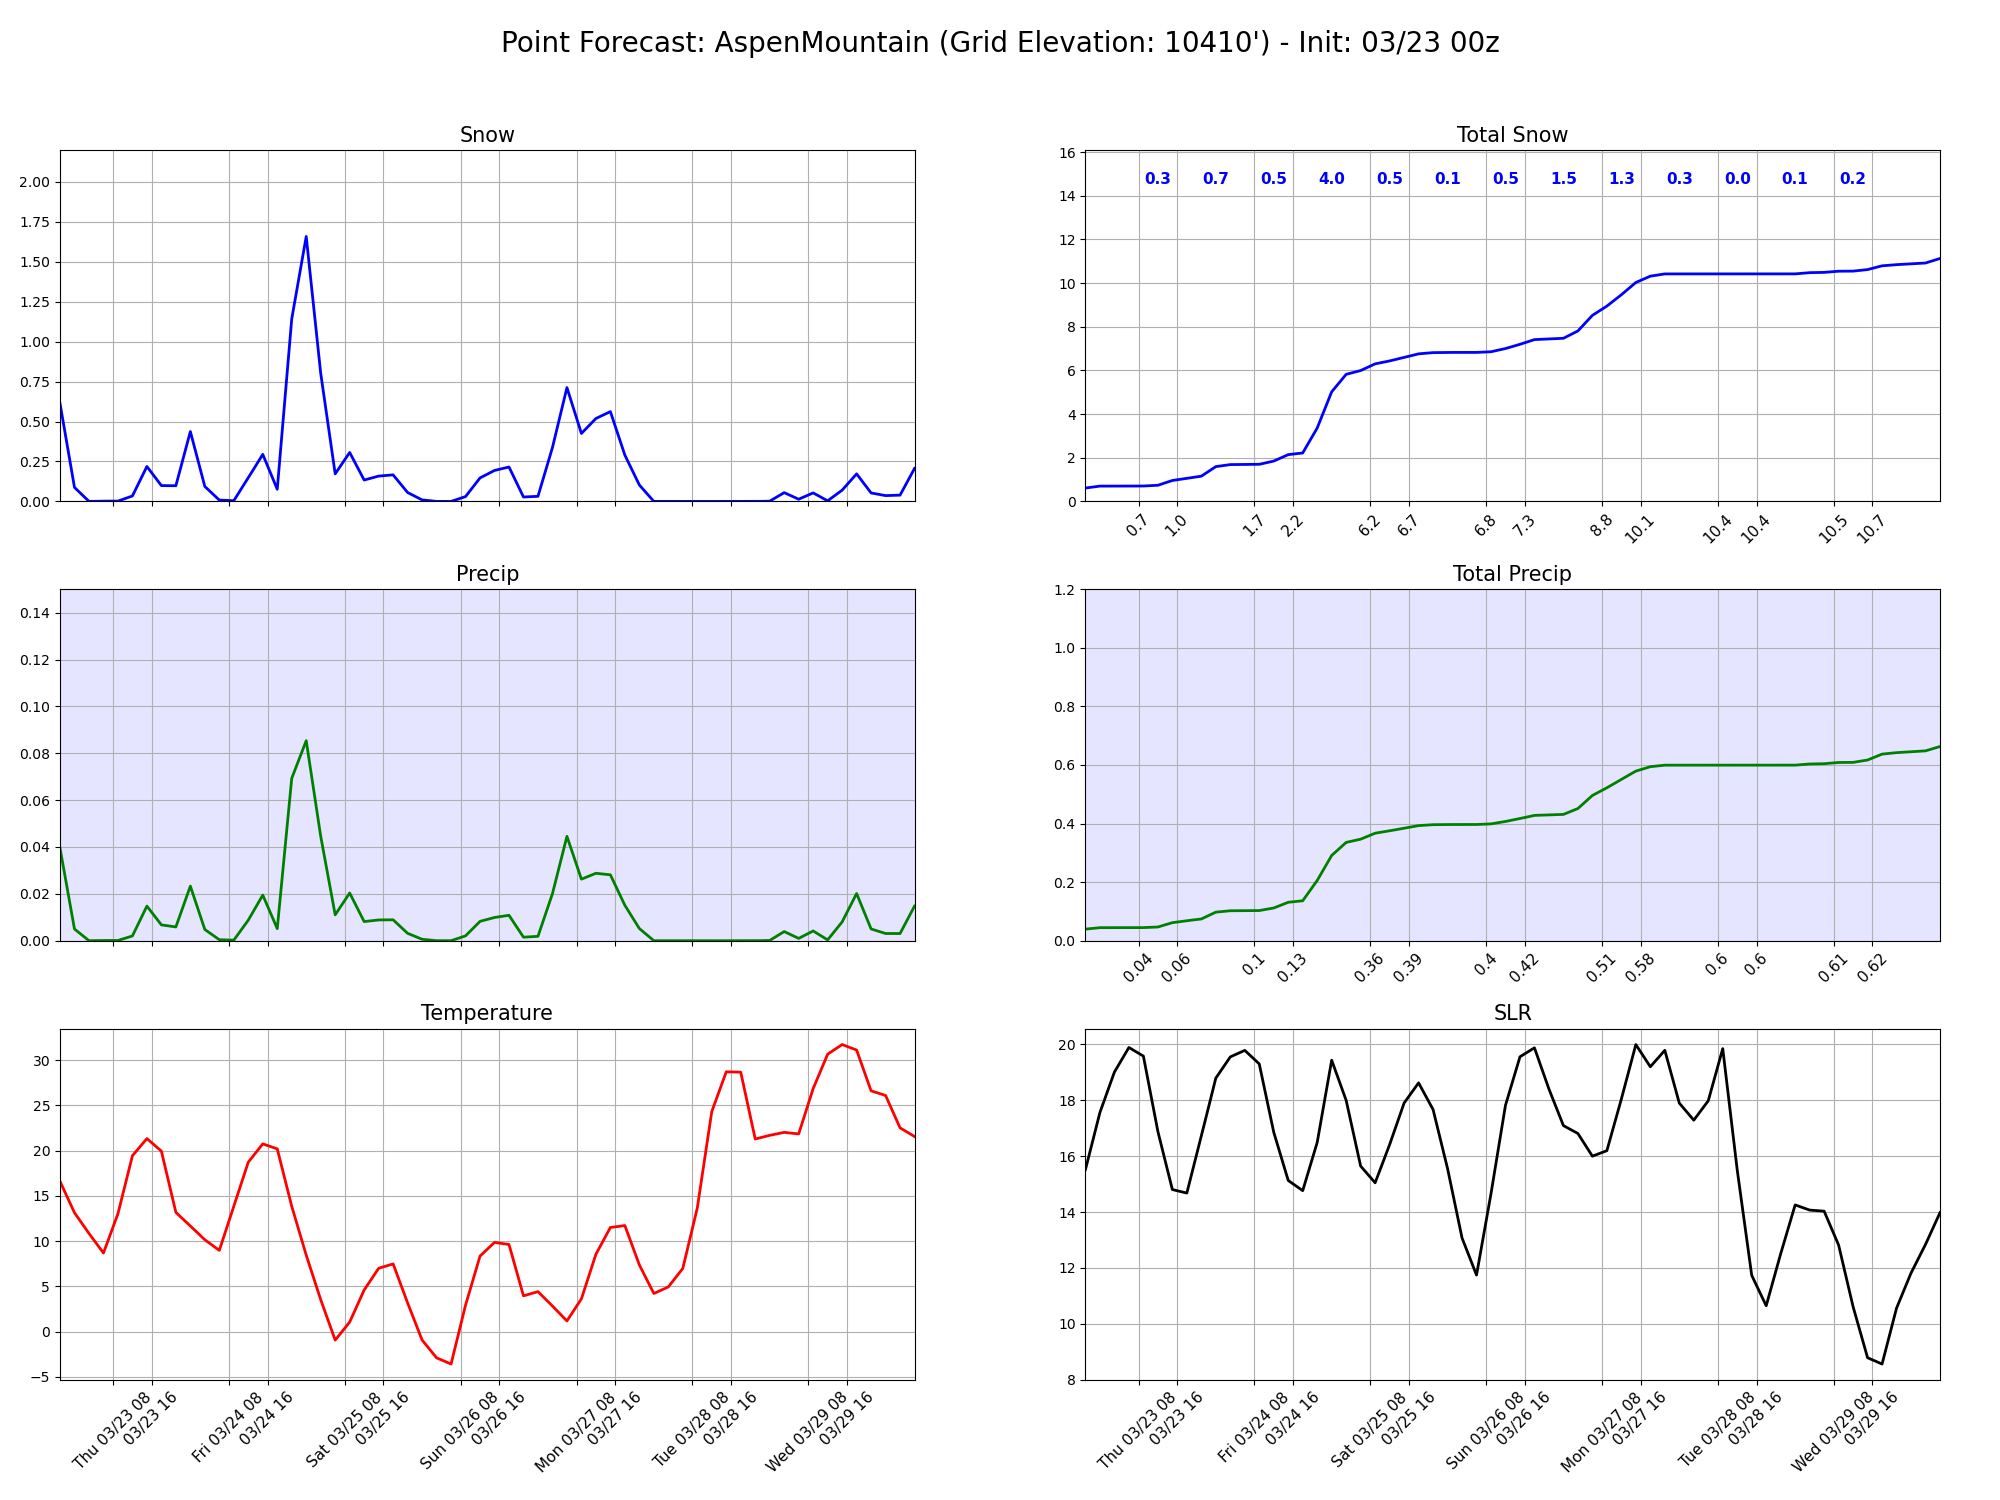 Point Forecast: AspenMountain (Grid Elevation: 10410') - Init: 03/23 00z
Snow
2.00
1.75
1.50
1.25
1.00
0.75
0.50
0.25
0.00
Total Snow
16
14
12
10
8
6
4
2
0
0.3 0.7 0.5 4.0 0.5 0.1 0.5 1.5 1.3 0.3 0.0 0.1 0.2
0.7 1.0 1.7 2.2 6.2 6.7 6.8 7.3 8.8 10.1 10.4 10.4 10.5 10.7
Precip
0.14
0.12
0.10
0.08
0.06
0.04
0.02
0.00
Total Precip
1.2
1.0
0.8
0.6
0.4
0.2
0.0
0.04 0.06 0.1 0.13 0.36 0.39 0.4 0.42 0.51 0.58 0.6 0.6 0.61 0.62
Temperature
30
25
20
15
10
5
0
−5
Thu 03/23 08
03/23 16
Fri 03/24 08
03/24 16
Sat 03/25 08
03/25 16
Sun 03/26 08
03/26 16
Mon 03/27 08
03/27 16
Tue 03/28 08
03/28 16
Wed 03/29 08
03/29 16
SLR
20
18
16
14
12
10
8
Thu 03/23 08
03/23 16
Fri 03/24 08
03/24 16
Sat 03/25 08
03/25 16
Sun 03/26 08
03/26 16
Mon 03/27 08
03/27 16
Tue 03/28 08
03/28 16
Wed 03/29 08
03/29 16